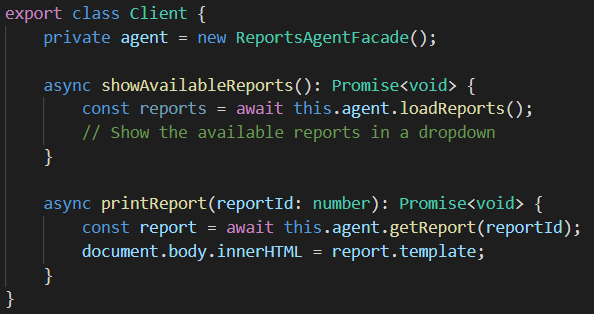 export class Client {
    private agent = new ReportsAgentFacade();

    async showAvailableReports(): Promise<void> {
        const reports = await this.agent.loadReports();
        // Show the available reports in a dropdown
    }

    async printReport(reportId: number): Promise<void> {
        const report = await this.agent.getReport(reportId);
        document.body.innerHTML = report.template;
    }
}